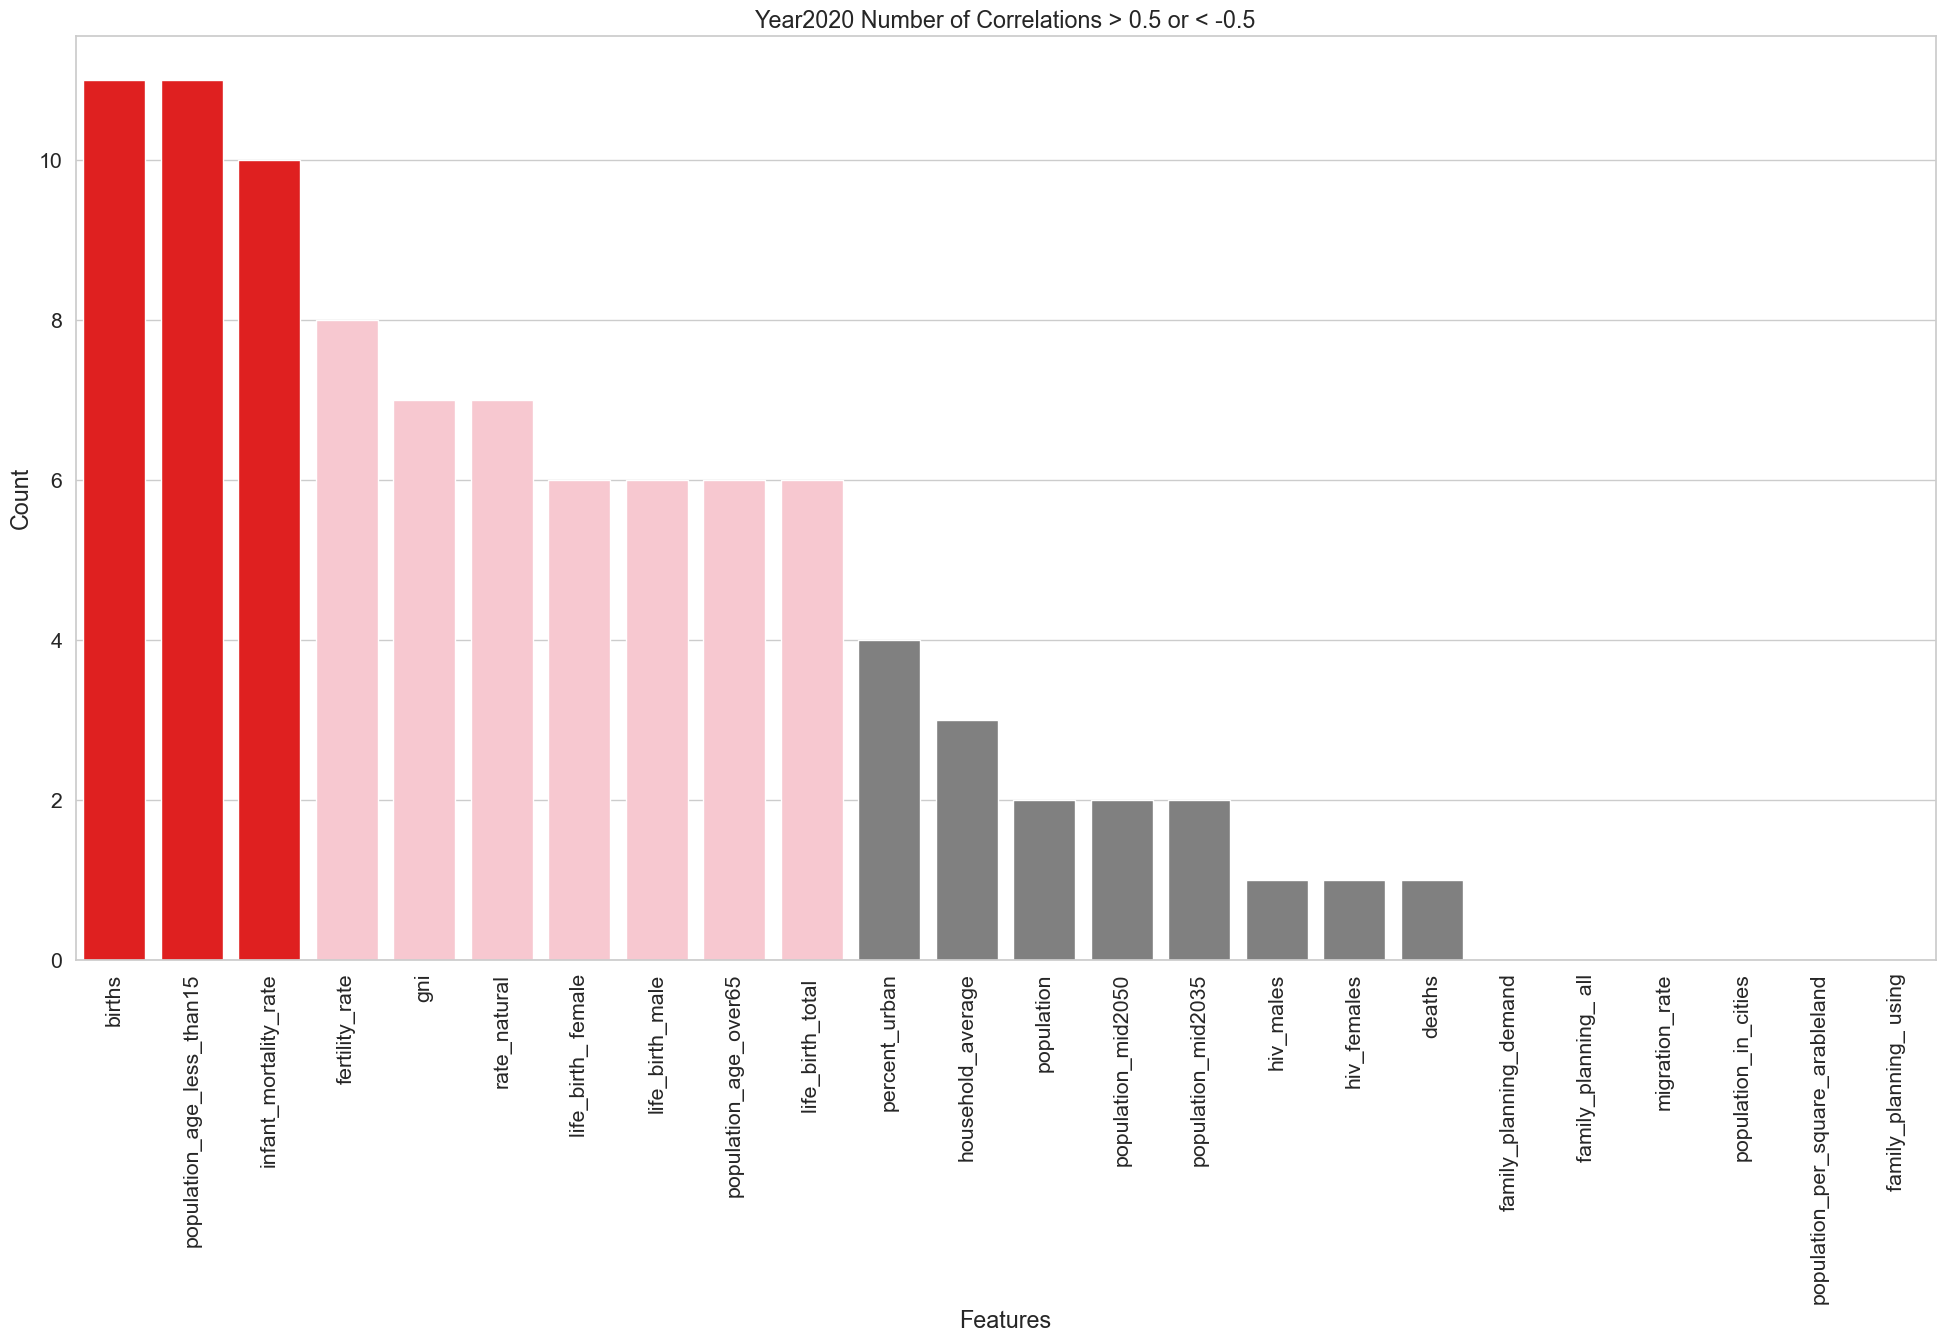 Year2020 Number of Correlations > 0.5 or < -0.5
Count
10
8
6
4
2
0
births
population_age_less_than15
infant_mortality_rate
fertility_rate
gni
rate_natural
life_birth_ female
life_birth_male
population_age_over65
life_birth_total
percent_urban
household_average
population
population_mid2050
population_mid2035
hiv_males
hiv_females
deaths
family_planning_demand
family_planning_ all
migration_rate
population_in_cities
population_per_square_arableland
family_planning_ using
Features